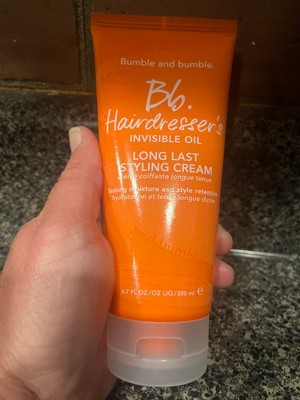 Bumble and bumble.
Bb.
Hairdresser's
INVISIBLE OIL
LONG LAST
STYLING CREAM
Crème coiffante longue tenue
lasting moisture and style retention
hydratation et tenue longue durée
6.7 FL.OZ/OZ LIQ/200 ml e